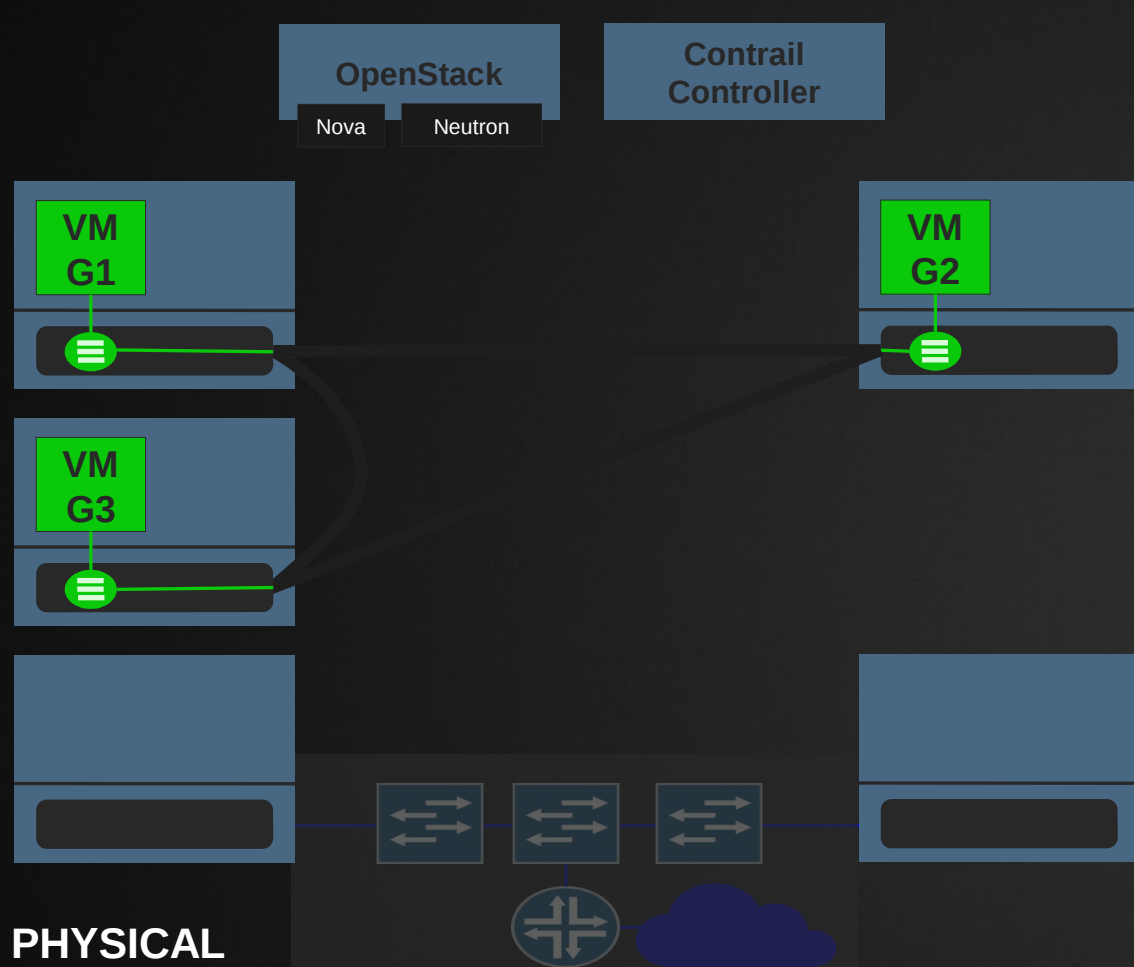 OpenStack
Contrail
Controller
Nova
Neutron
VM
G1
VM
G2
VM
G3
PHYSICAL